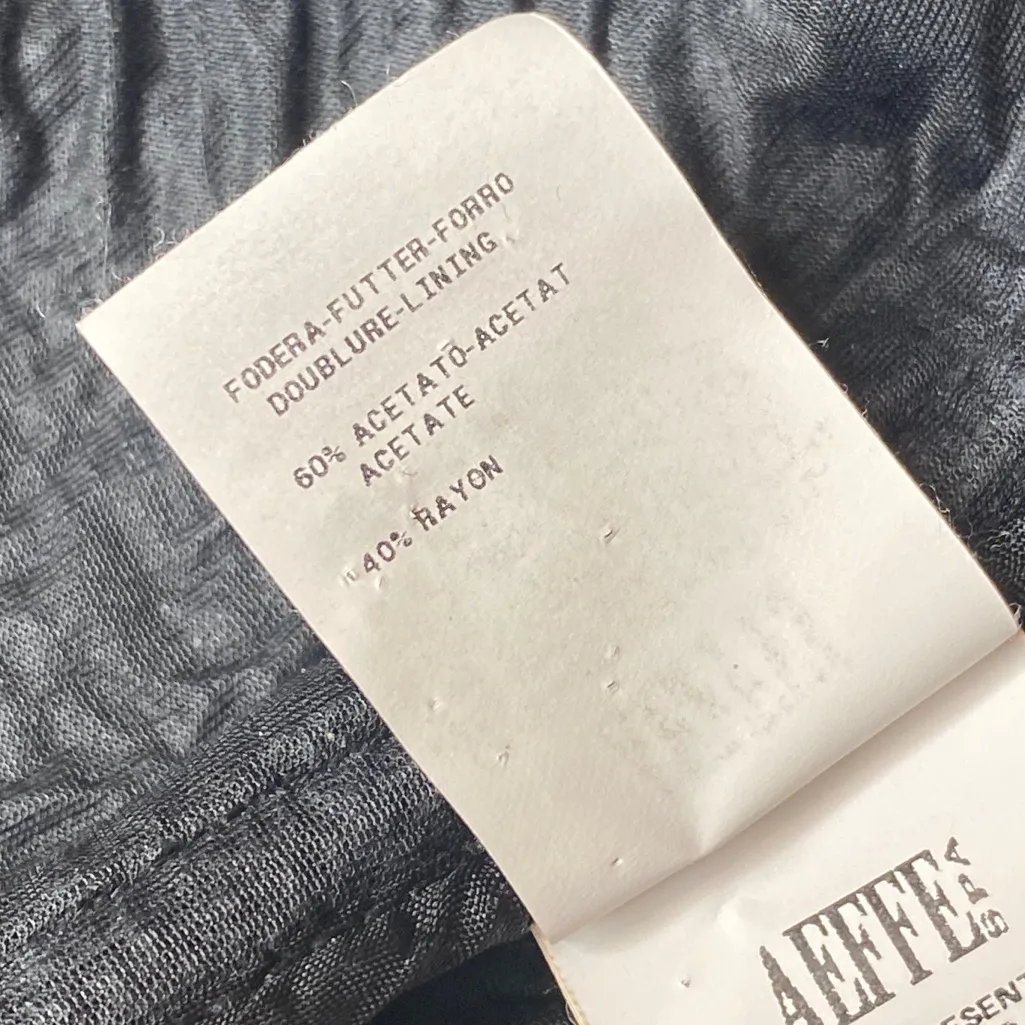 FODERA-FUTTER-FORRO
DOUBLURE-LINING
60% ACETATO-ACETAT
ACETATE
40% RAYON
AEFFE SPA